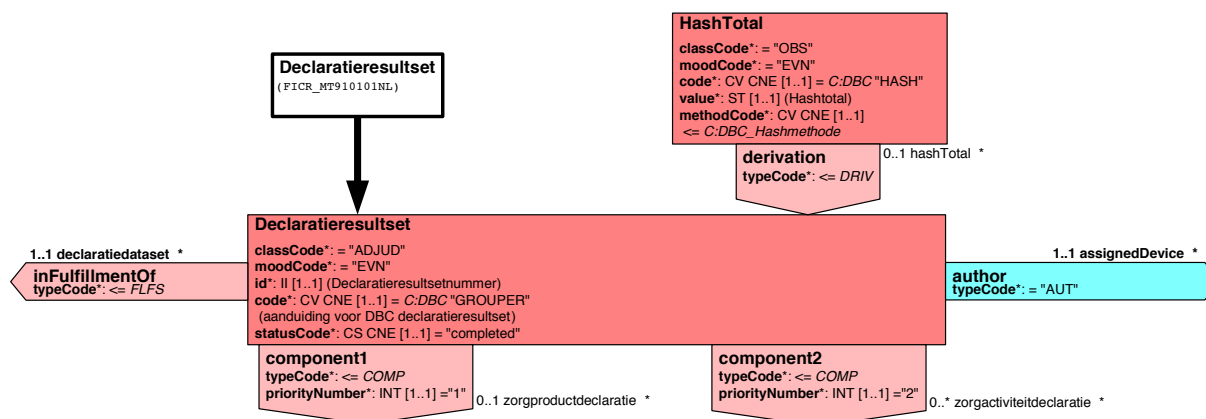 HashTotal
classCode*: = "OBS"
moodCode*: = "EVN"
code*: CV CNE [1..1] = C:DBC "HASH"
value*: ST [1..1] (Hashtotal)
methodCode*: CV CNE [1..1]
<= C:DBC_Hashmethode
Declaratieresultset
(FICR_MT910101NL)
derivation
typeCode*: <= DRIV
0..1 hashTotal *
Declaratieresultset
classCode*: = "ADJUD"
moodCode*: = "EVN"
id*: II [1..1] (Declaratieresultsetnummer)
code*: CV CNE [1..1] = C:DBC "GROUPER"
(aanduiding voor DBC declaratieresultset)
statusCode*: CS CNE [1..1] = "completed"
1..1 declaratiedataset *
inFulfillmentOf
typeCode*: <= FLFS
1..1 assignedDevice *
author
typeCode*: = "AUT"
component1
typeCode*: <= COMP
priorityNumber*: INT [1..1] ="1"
0..1 zorgproductdeclaratie *
component2
typeCode*: <= COMP
priorityNumber*: INT [1..1] ="2"
0..* zorgactiviteitdeclaratie *